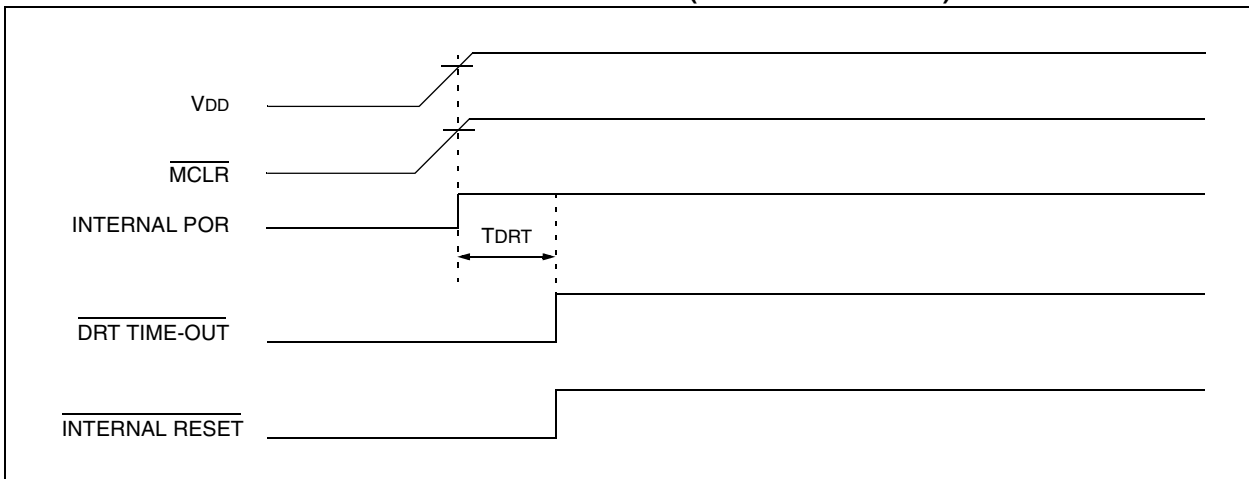 VDD
MCLR
INTERNAL POR
TDRT
DRT TIME-OUT
INTERNAL RESET